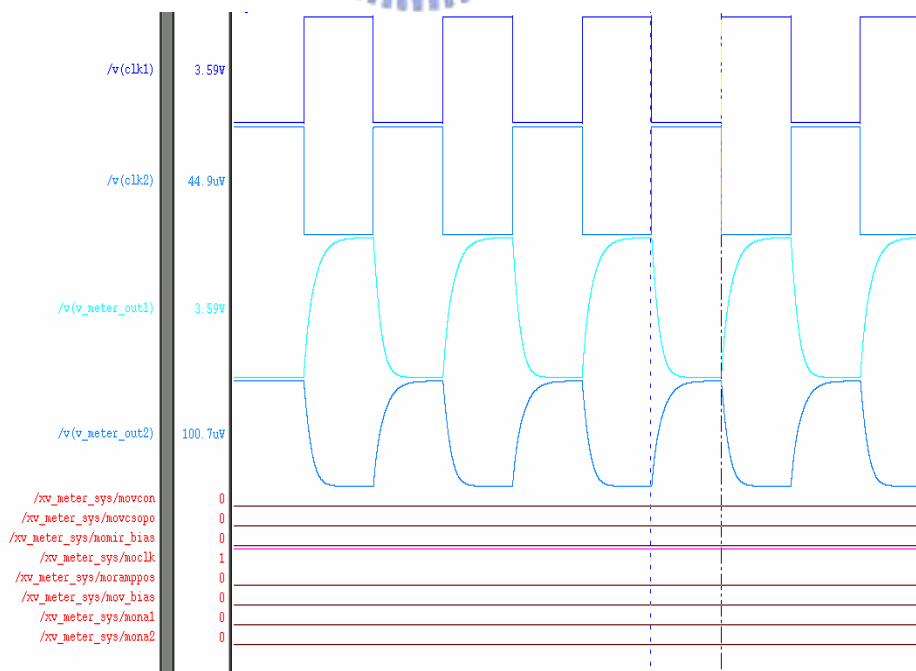 /v(clk1) 3.59V
/v(clk2) 44.9uV
/v(v_meter_out1) 3.59V
/v(v_meter_out2) 100.7uV
/xv_meter_sys/movcon 0
/xv_meter_sys/movcsopo 0
/xv_meter_sys/momir_bias 0
/xv_meter_sys/moclk 1
/xv_meter_sys/moramppos 0
/xv_meter_sys/mov_bias 0
/xv_meter_sys/mona1 0
/xv_meter_sys/mona2 0